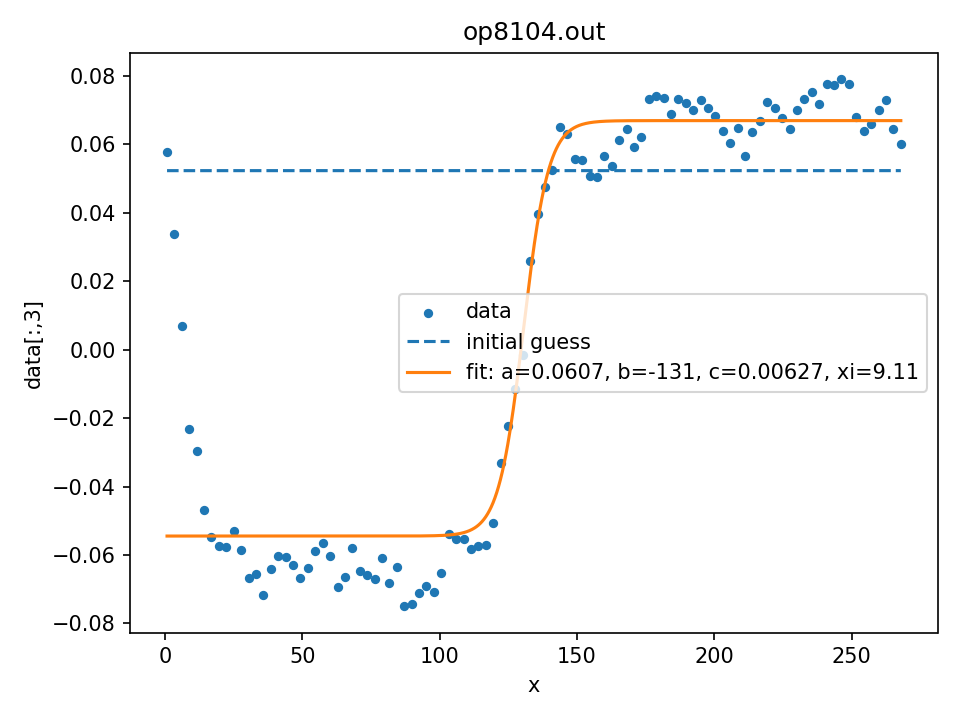 op8104.out
0.08
0.06
0.04
0.02
0.00
−0.02
−0.04
−0.06
−0.08
data[:,3]
data
initial guess
fit: a=0.0607, b=-131, c=0.00627, xi=9.11
0 50 100 150 200 250
x